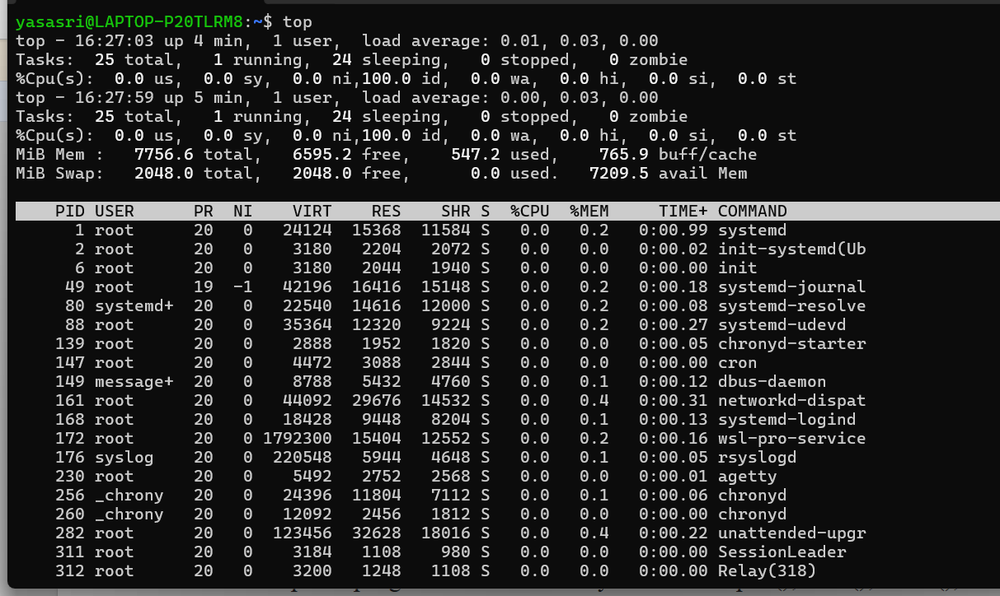 yasasri@LAPTOP-P20TLRM8:~$ top
top - 16:27:03 up 4 min,  1 user,  load average: 0.01, 0.03, 0.00
Tasks:  25 total,   1 running,  24 sleeping,   0 stopped,   0 zombie
%Cpu(s):  0.0 us,  0.0 sy,  0.0 ni,100.0 id,  0.0 wa,  0.0 hi,  0.0 si,  0.0 st
top - 16:27:59 up 5 min,  1 user,  load average: 0.00, 0.03, 0.00
Tasks:  25 total,   1 running,  24 sleeping,   0 stopped,   0 zombie
%Cpu(s):  0.0 us,  0.0 sy,  0.0 ni,100.0 id,  0.0 wa,  0.0 hi,  0.0 si,  0.0 st
MiB Mem :   7756.6 total,   6595.2 free,    547.2 used,    765.9 buff/cache
MiB Swap:   2048.0 total,   2048.0 free,      0.0 used.   7209.5 avail Mem
    PID USER      PR  NI    VIRT    RES    SHR S  %CPU  %MEM     TIME+ COMMAND
      1 root      20   0   24124  15368  11584 S   0.0   0.2   0:00.99 systemd
      2 root      20   0    3180   2204   2072 S   0.0   0.0   0:00.02 init-systemd(Ub
      6 root      20   0    3180   2044   1940 S   0.0   0.0   0:00.00 init
     49 root      19  -1   42196  16416  15148 S   0.0   0.2   0:00.18 systemd-journal
     80 systemd+  20   0   22540  14616  12000 S   0.0   0.2   0:00.08 systemd-resolve
     88 root      20   0   35364  12320   9224 S   0.0   0.2   0:00.27 systemd-udevd
    139 root      20   0    2888   1952   1820 S   0.0   0.0   0:00.05 chronyd-starter
    147 root      20   0    4472   3088   2844 S   0.0   0.0   0:00.00 cron
    149 message+  20   0    8788   5432   4760 S   0.0   0.1   0:00.12 dbus-daemon
    161 root      20   0   44092  29676  14532 S   0.0   0.4   0:00.31 networkd-dispat
    168 root      20   0   18428   9448   8204 S   0.0   0.1   0:00.13 systemd-logind
    172 root      20   0 1792300  15404  12552 S   0.0   0.2   0:00.16 wsl-pro-service
    176 syslog    20   0  220548   5944   4648 S   0.0   0.1   0:00.05 rsyslogd
    230 root      20   0    5492   2752   2568 S   0.0   0.0   0:00.01 agetty
    256 _chrony   20   0   24396  11804   7112 S   0.0   0.1   0:00.06 chronyd
    260 _chrony   20   0   12092   2456   1812 S   0.0   0.0   0:00.00 chronyd
    282 root      20   0  123456  32628  18016 S   0.0   0.4   0:00.22 unattended-upgr
    311 root      20   0    3184   1108    980 S   0.0   0.0   0:00.00 SessionLeader
    312 root      20   0    3200   1248   1108 S   0.0   0.0   0:00.00 Relay(318)